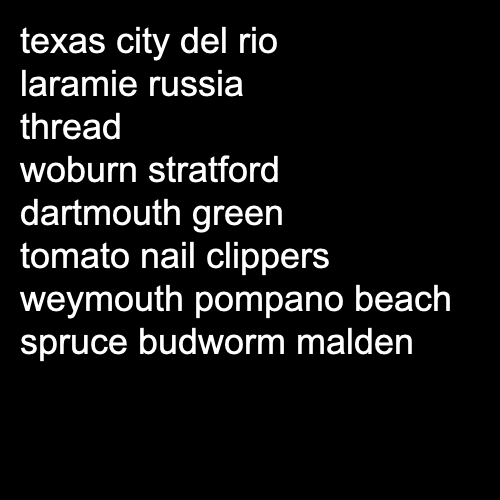 texas city del rio
laramie russia
thread
woburn stratford
dartmouth green
tomato nail clippers
weymouth pompano beach
spruce budworm malden